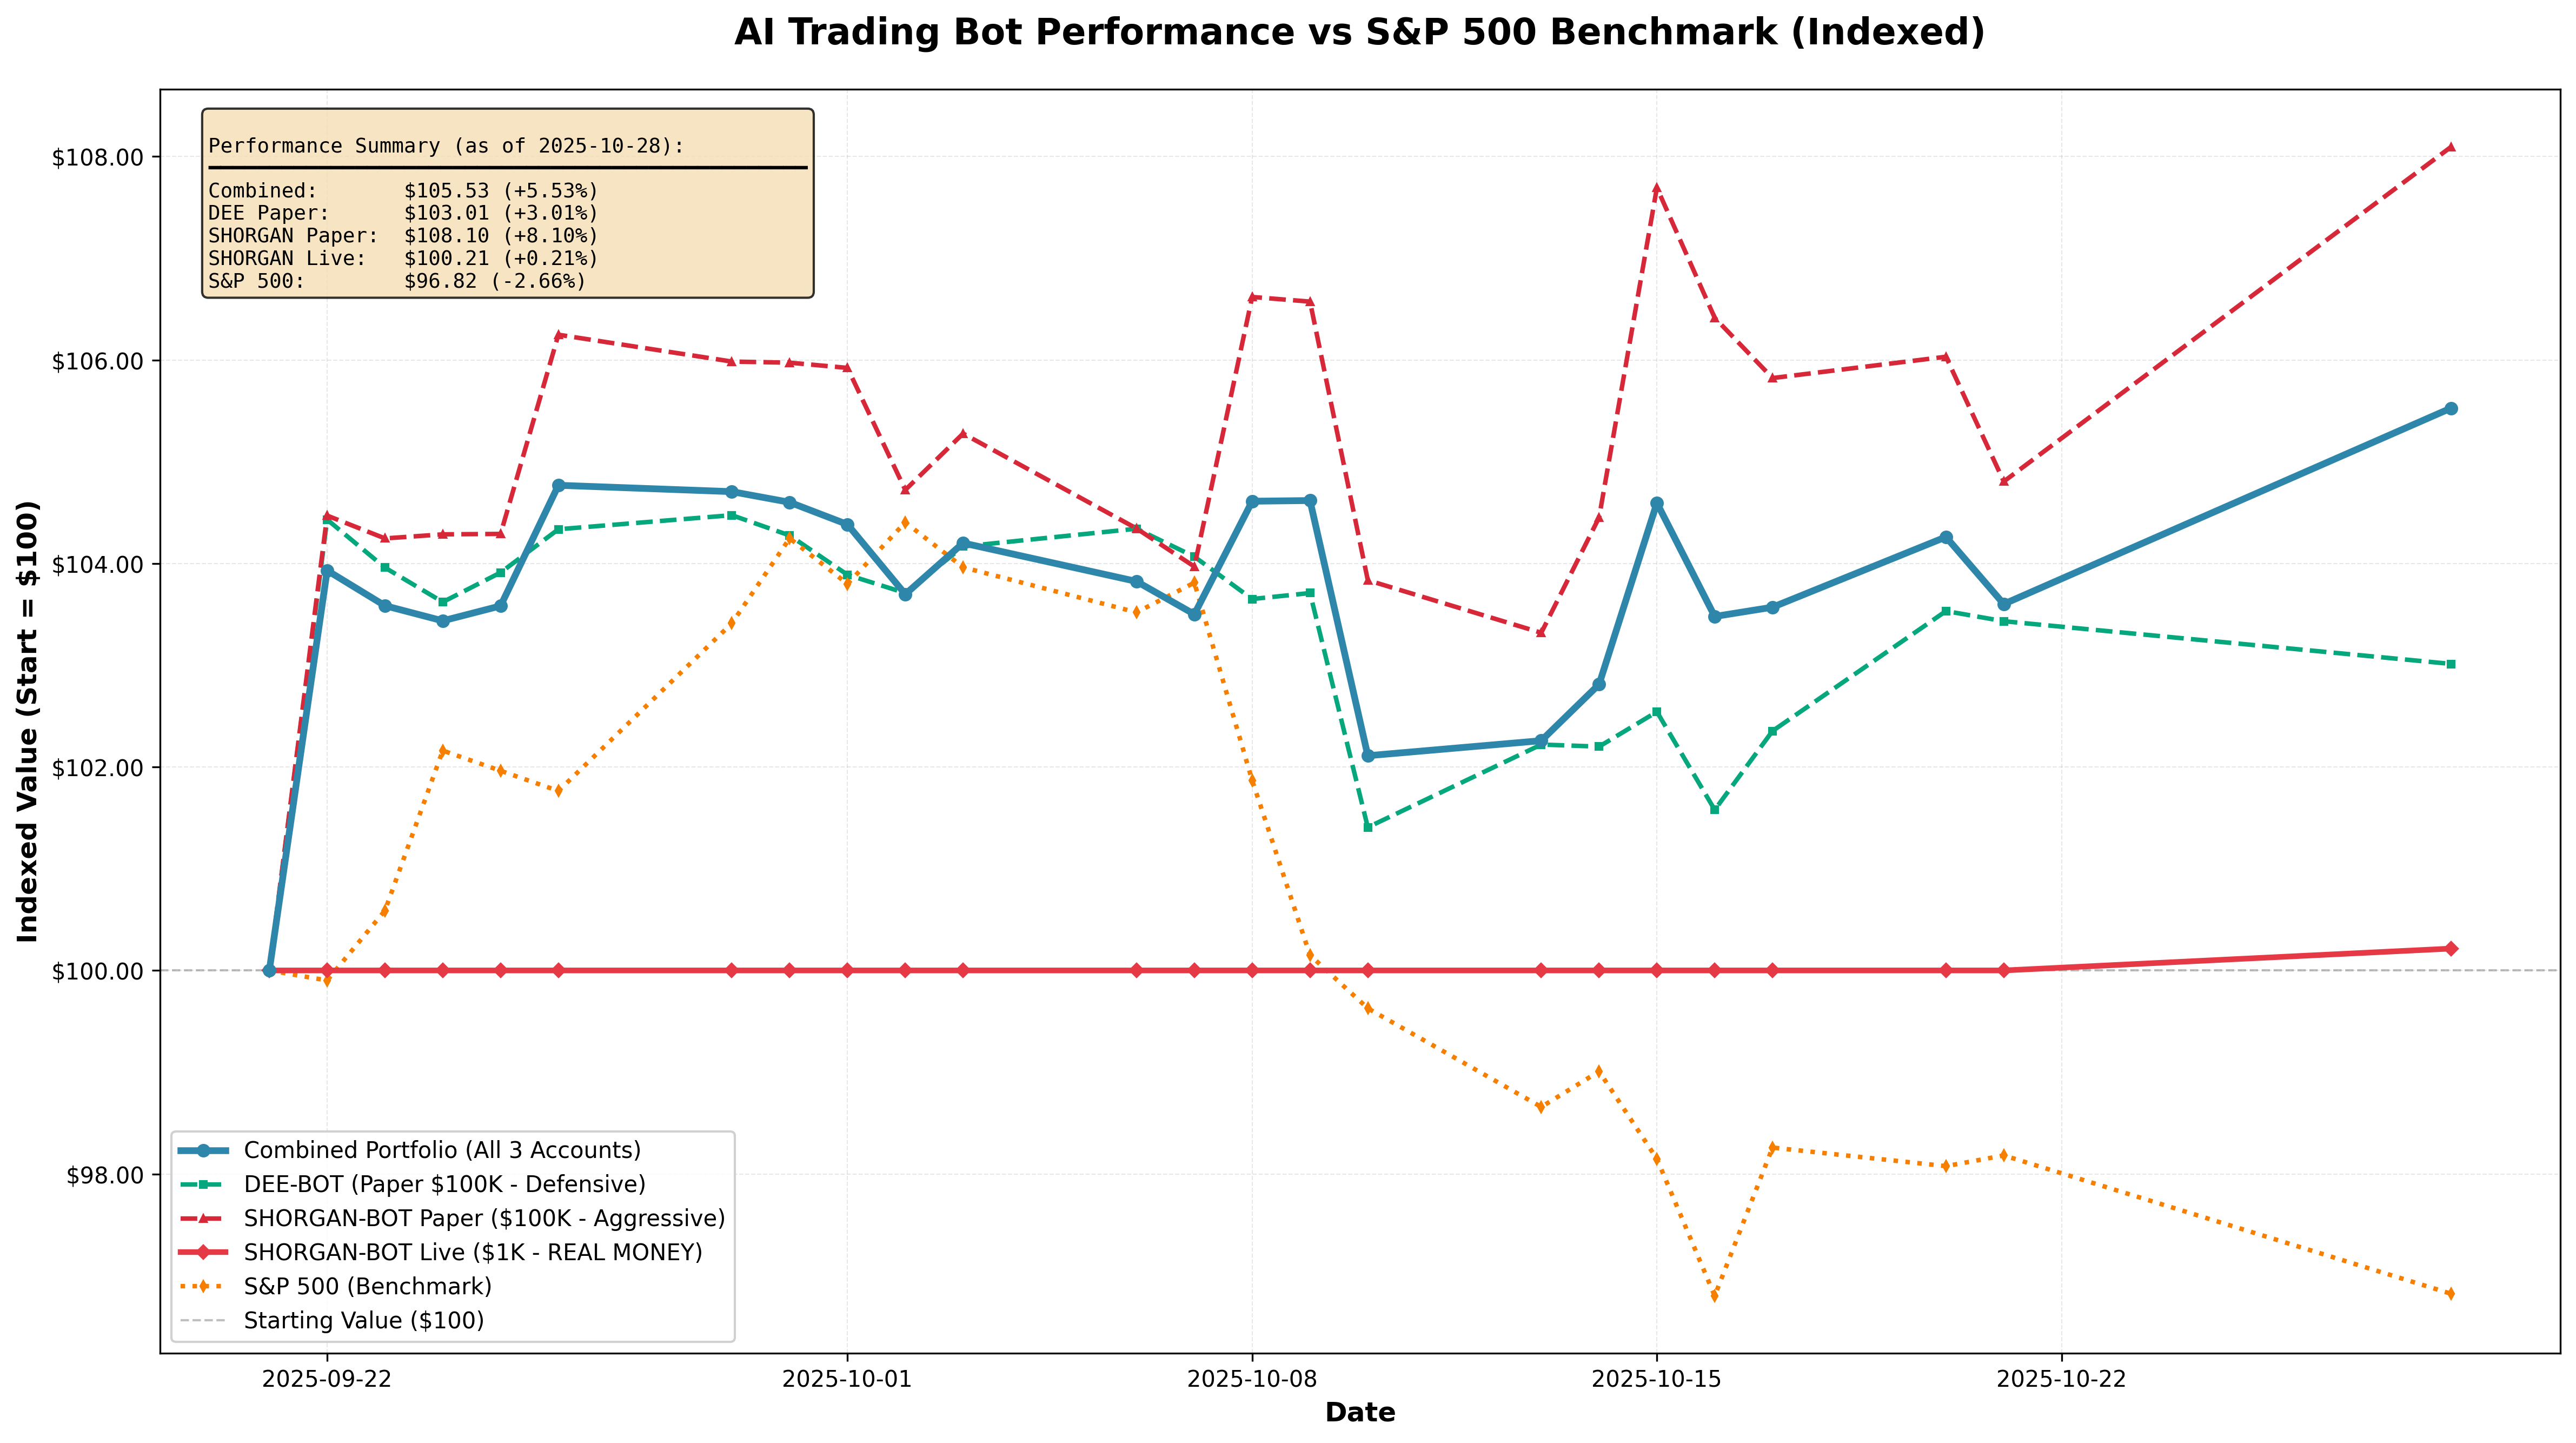 AI Trading Bot Performance vs S&P 500 Benchmark (Indexed)
Performance Summary (as of 2025-10-28):
Combined: $105.53 (+5.53%)
DEE Paper: $103.01 (+3.01%)
SHORGAN Paper: $108.10 (+8.10%)
SHORGAN Live: $100.21 (+0.21%)
S&P 500: $96.82 (-2.66%)
$108.00
$106.00
$104.00
$102.00
$100.00
$98.00
Indexed Value (Start = $100)
Combined Portfolio (All 3 Accounts)
DEE-BOT (Paper $100K - Defensive)
SHORGAN-BOT Paper ($100K - Aggressive)
SHORGAN-BOT Live ($1K - REAL MONEY)
S&P 500 (Benchmark)
Starting Value ($100)
2025-09-22
2025-10-01
2025-10-08
2025-10-15
2025-10-22
Date